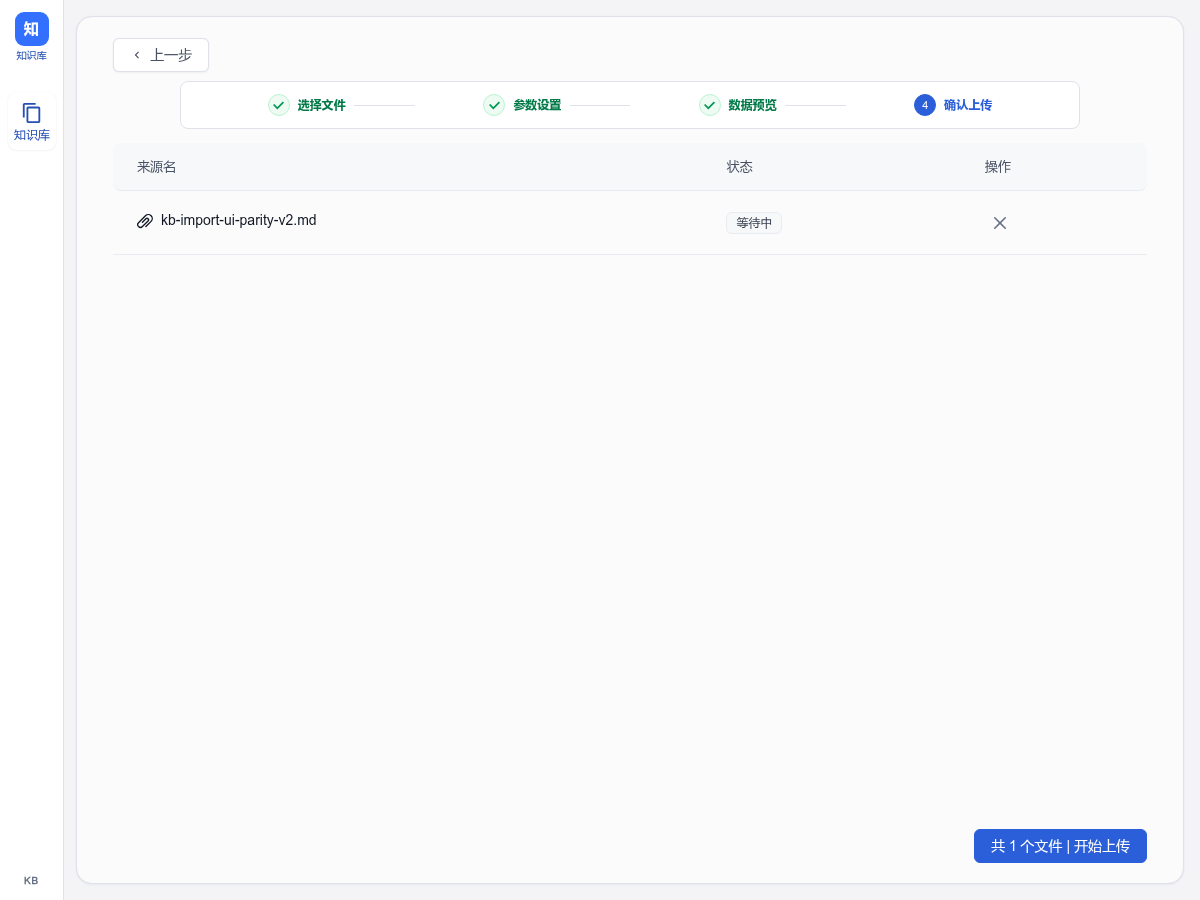 知
知识库
知识库
KB
上一步
选择文件
参数设置
数据预览
4 确认上传
来源名 状态 操作
kb-import-ui-parity-v2.md 等待中
共 1 个文件 | 开始上传